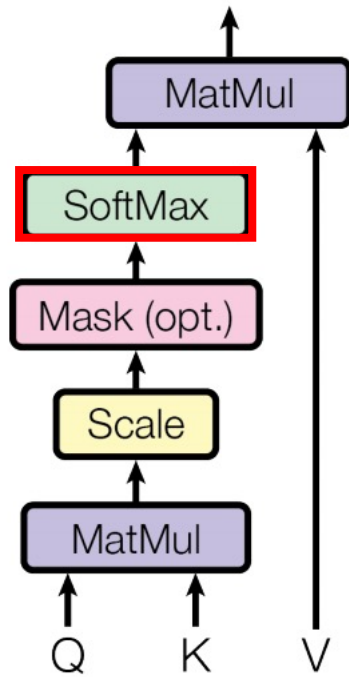 MatMul
SoftMax
Mask (opt.)
Scale
MatMul
Q K V